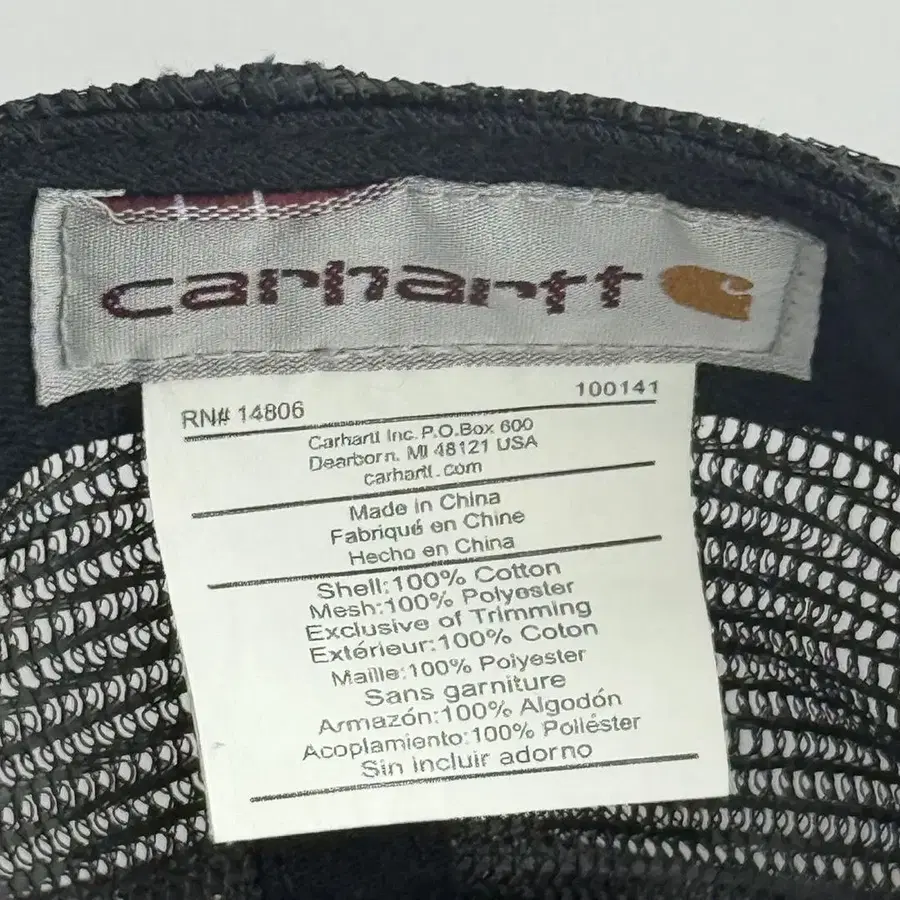 carhartt
RN# 14806
100141
Carhartt Inc. P.O.Box 600
Dearborn, MI 48121 USA
carhartt.com
Made in China
Fabriqué en Chine
Hecho en China
Shell:100% Cotton
Mesh:100% Polyester
Exclusive of Trimming
Extérieur:100% Coton
Maille:100% Polyester
Sans garniture
Armazón:100% Algodón
Acoplamiento:100% Poliéster
Sin incluir adorno